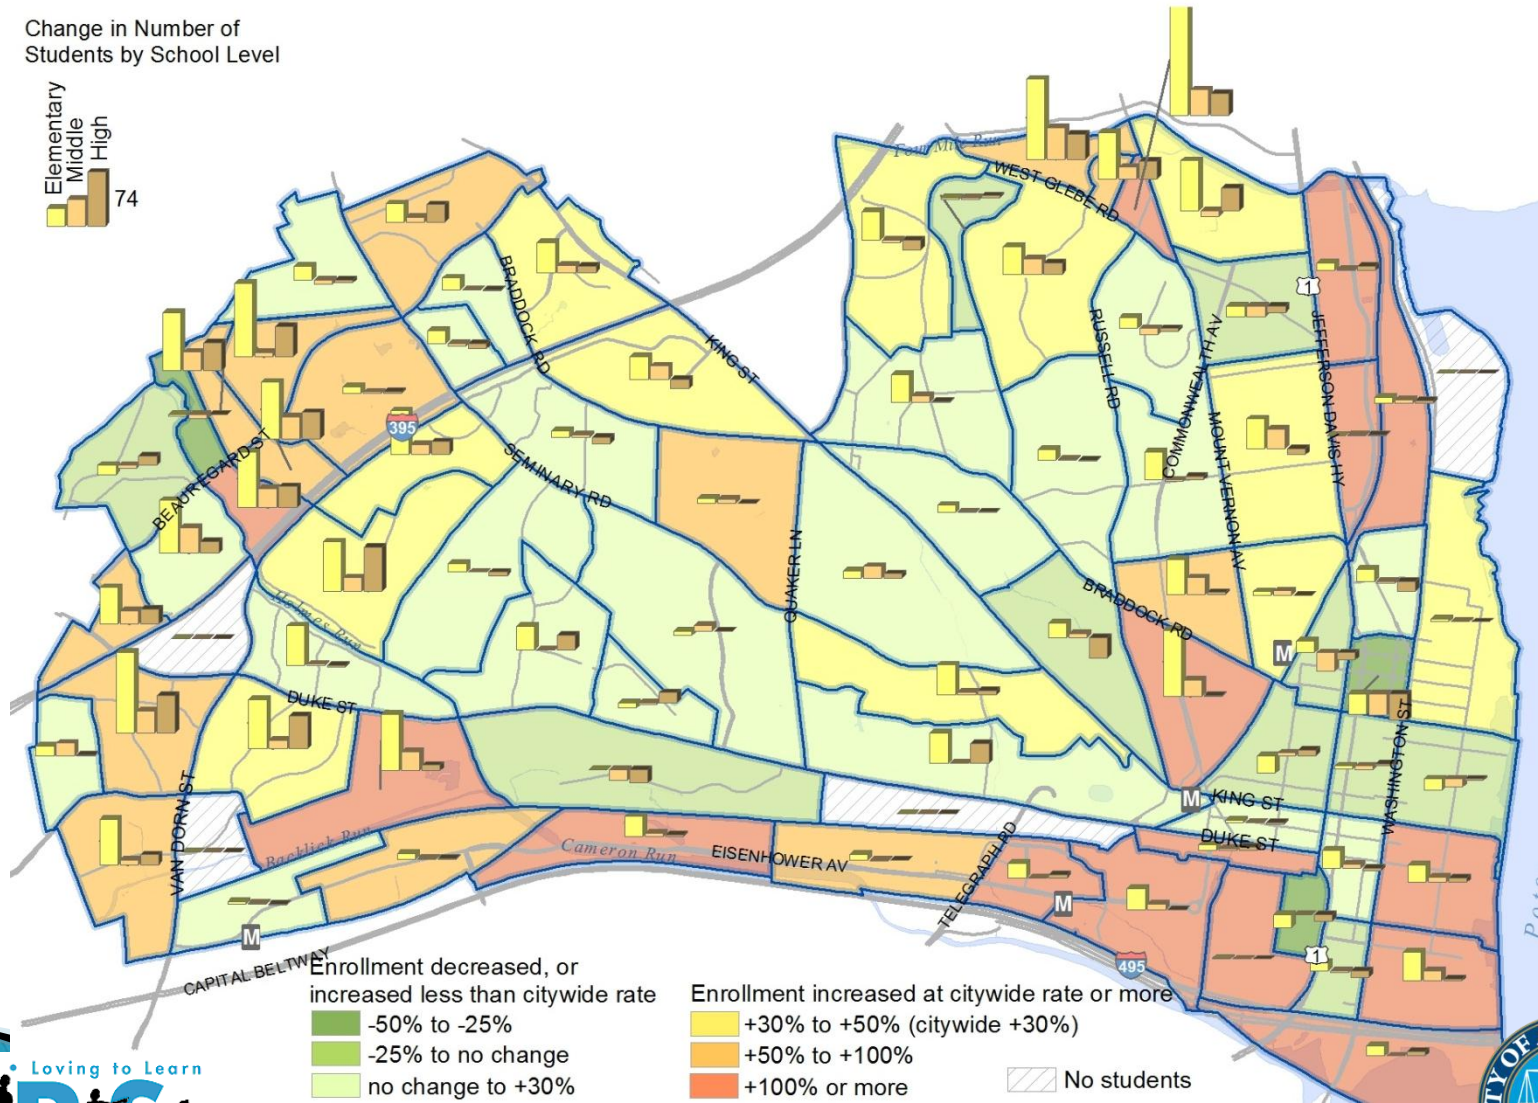 Change in Number of
Students by School Level
Elementary
Middle
High
74
Four Mile Run
WEST GLEBE RD
BRADDOCK RD
KING ST
RUSSELL RD
COMMONWEALTH AV
MOUNT VERNON AV
1
JEFFERSON DAVIS HY
395
SEMINARY RD
BEAUREGARD ST
QUAKER LN
Holmes Run
BRADDOCK RD
M
DUKE ST
WASHINGTON ST
VAN DORN ST
M
KING ST
DUKE ST
Backlick Run
Cameron Run
EISENHOWER AV
TELEGRAPH RD
M
M
CAPITAL BELTWAY
495
1
Enrollment decreased, or
increased less than citywide rate
-50% to -25%
-25% to no change
no change to +30%
Enrollment increased at citywide rate or more
+30% to +50% (citywide +30%)
+50% to +100%
+100% or more
No students
Loving to Learn